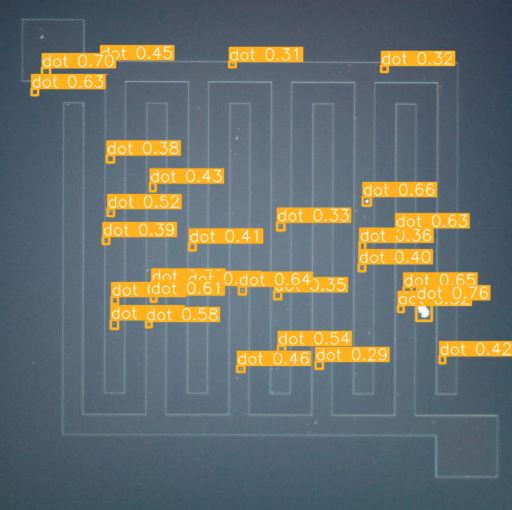 dot 0.45
dot 0.31
dot 0.32
dot 0.70
dot 0.63
dot 0.38
dot 0.43
dot 0.66
dot 0.52
dot 0.33
dot 0.63
dot 0.39
dot 0.41
dot 0.36
dot 0.40
dot
dot 0.64
dot 0.65
dot
dot 0.61
0.35
dot 0.76
dot
dot 0.58
dot 0.54
dot 0.42
dot 0.46
dot 0.29